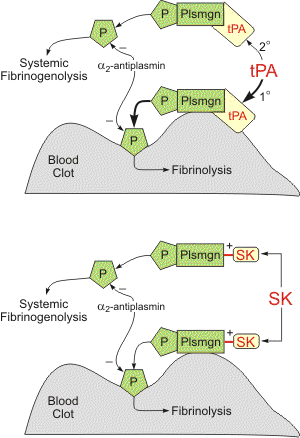 P Plsmgn
tPA
P
2°
Systemic
Fibrinogenolysis
–
α2-antiplasmin
tPA
1°
P Plsmgn
tPA
–
P
Blood
Clot
Fibrinolysis
P Plsmgn + SK
P
–
Systemic
Fibrinogenolysis
α2-antiplasmin
SK
P Plsmgn + SK
–
P
Blood
Clot
Fibrinolysis